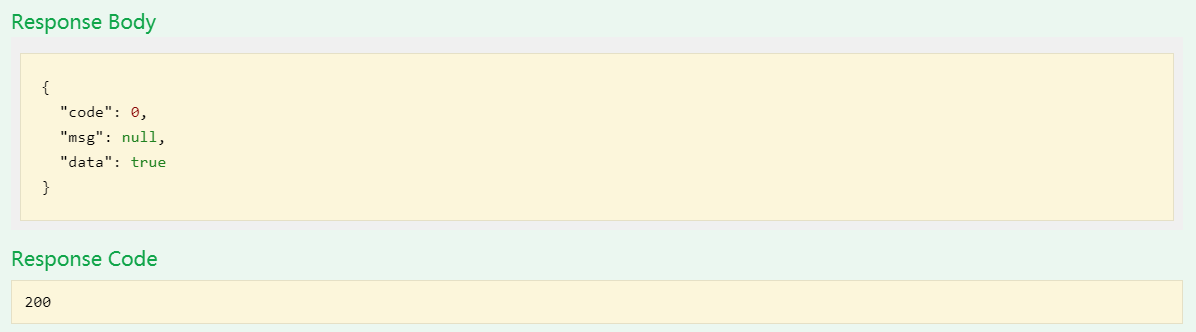 Response Body
{
"code": 0,
"msg": null,
"data": true
}
Response Code
200